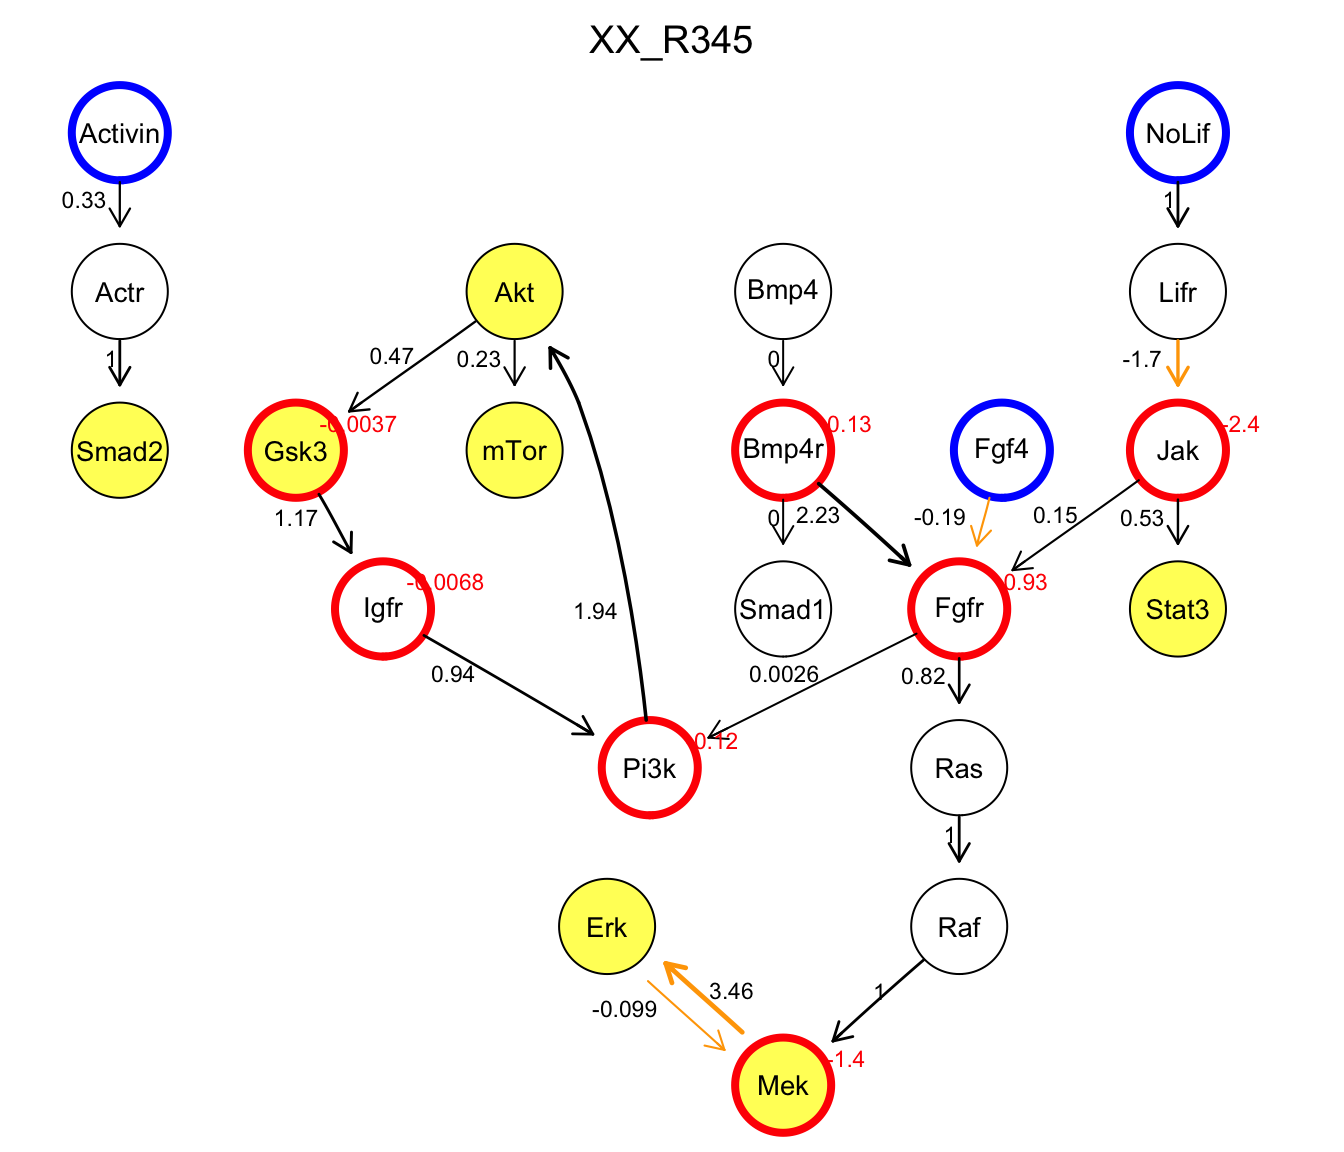 XX_R345
Activin
NoLif
0.33
1
Actr
Akt
Bmp4
Lifr
1
0.47
0.23
0
-1.7
-0.0037
0.13
-2.4
Smad2
Gsk3
mTor
Bmp4r
Fgf4
Jak
1.17
0
2.23
-0.19
0.15
0.53
-0.0068
0.93
Igfr
Smad1
Fgfr
Stat3
1.94
0.94
0.0026
0.82
0.12
Pi3k
Ras
1
Erk
Raf
3.46
1
-0.099
-1.4
Mek